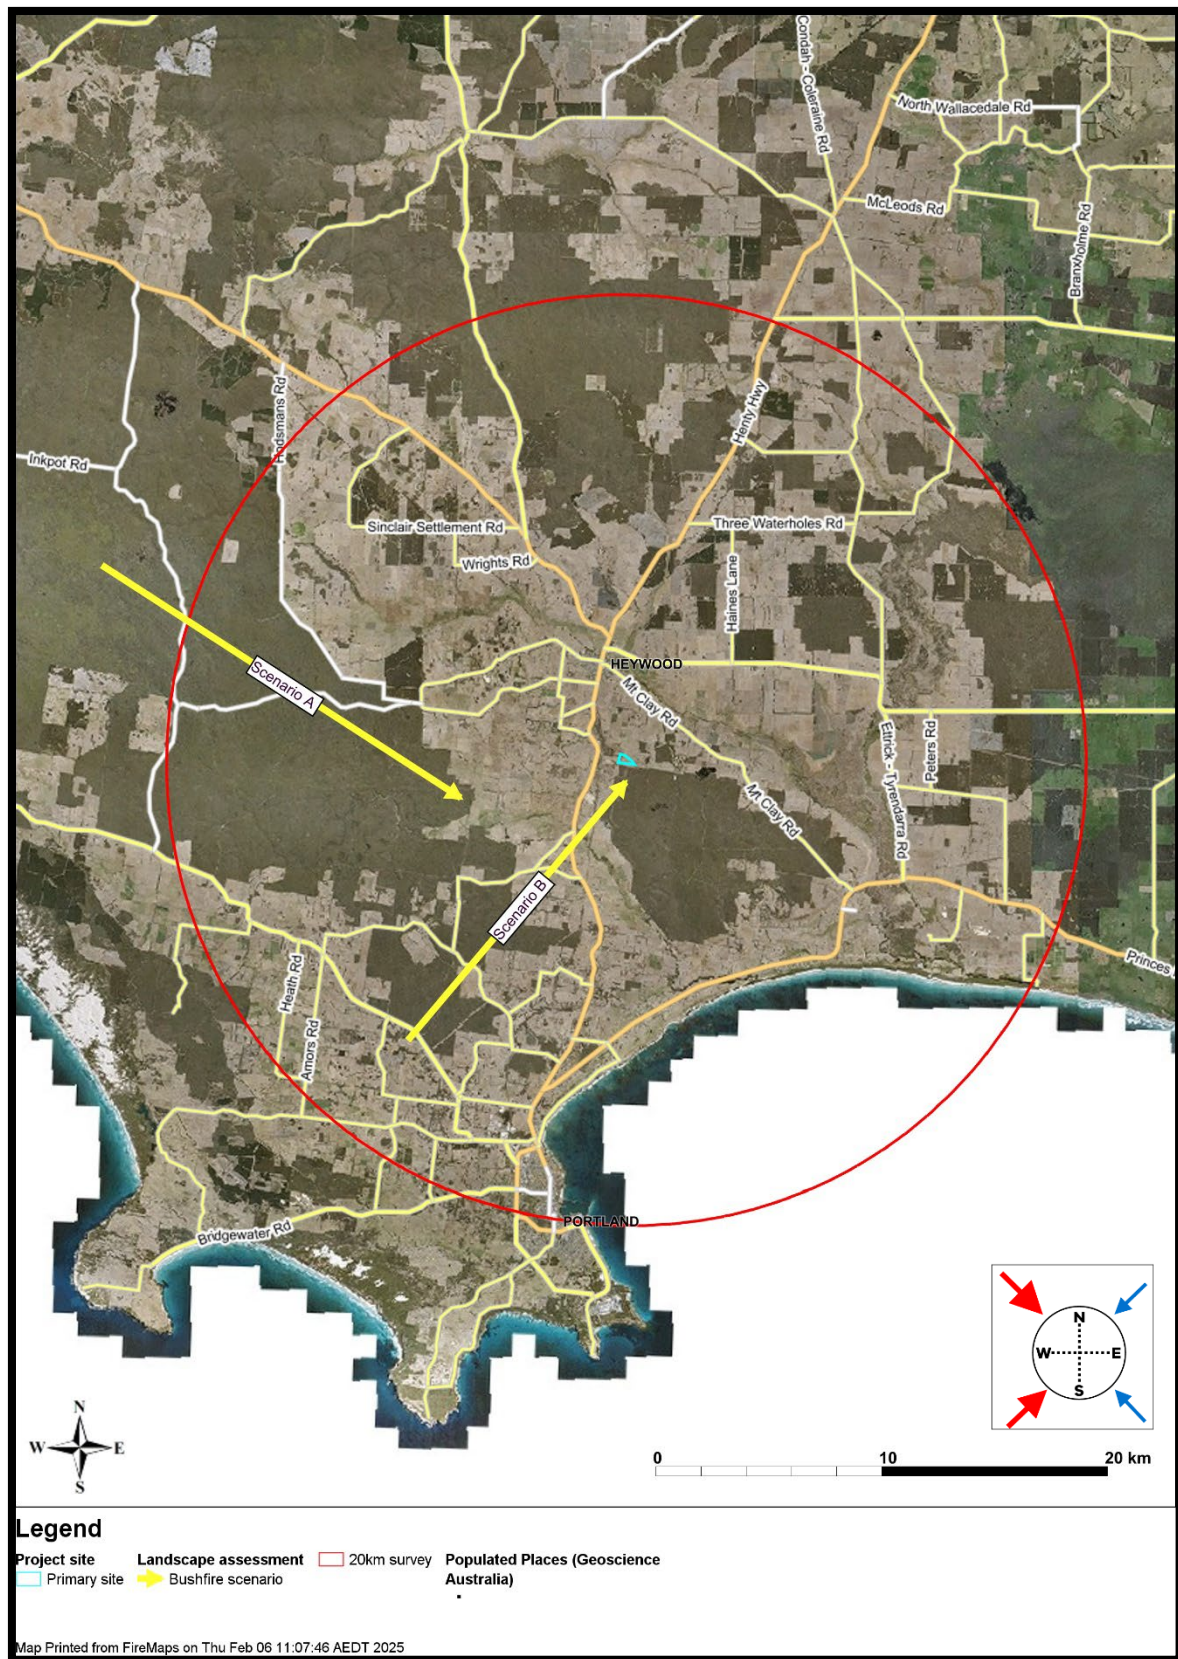 Condah - Coleraine Rd
North Wallacedale Rd
McLeods Rd
Branxholme Rd
Hodsmans Rd
Henty Hwy
Inkpot Rd
Sinclair Settlement Rd
Three Waterholes Rd
Wrights Rd
Haines Lane
HEYWOOD
Scenario A
Mt Clay Rd
Ettrick - Tyrendarra Rd
Peters Rd
Mt Clay Rd
Scenario B
Heath Rd
Amors Rd
Princes
PORTLAND
Bridgewater Rd
N
W E
S
N
W E
S
0 10 20 km
Legend
Project site Landscape assessment 20km survey Populated Places (Geoscience
Primary site Bushfire scenario Australia)
Map Printed from FireMaps on Thu Feb 06 11:07:46 AEDT 2025